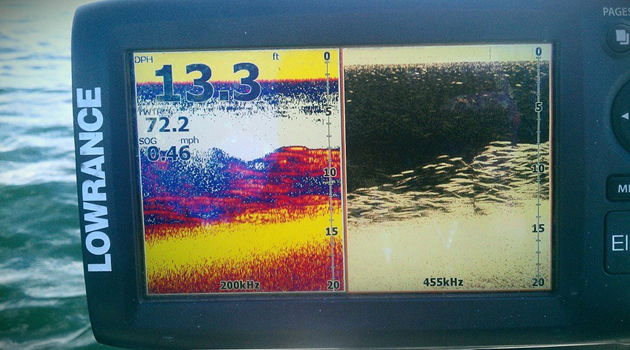 LOWRANCE
PAGES
DPH
13.3 ft
WTR °F
72.2
SOG mph
0.46
0
5
10
15
20
200kHz
0
5
10
15
20
455kHz